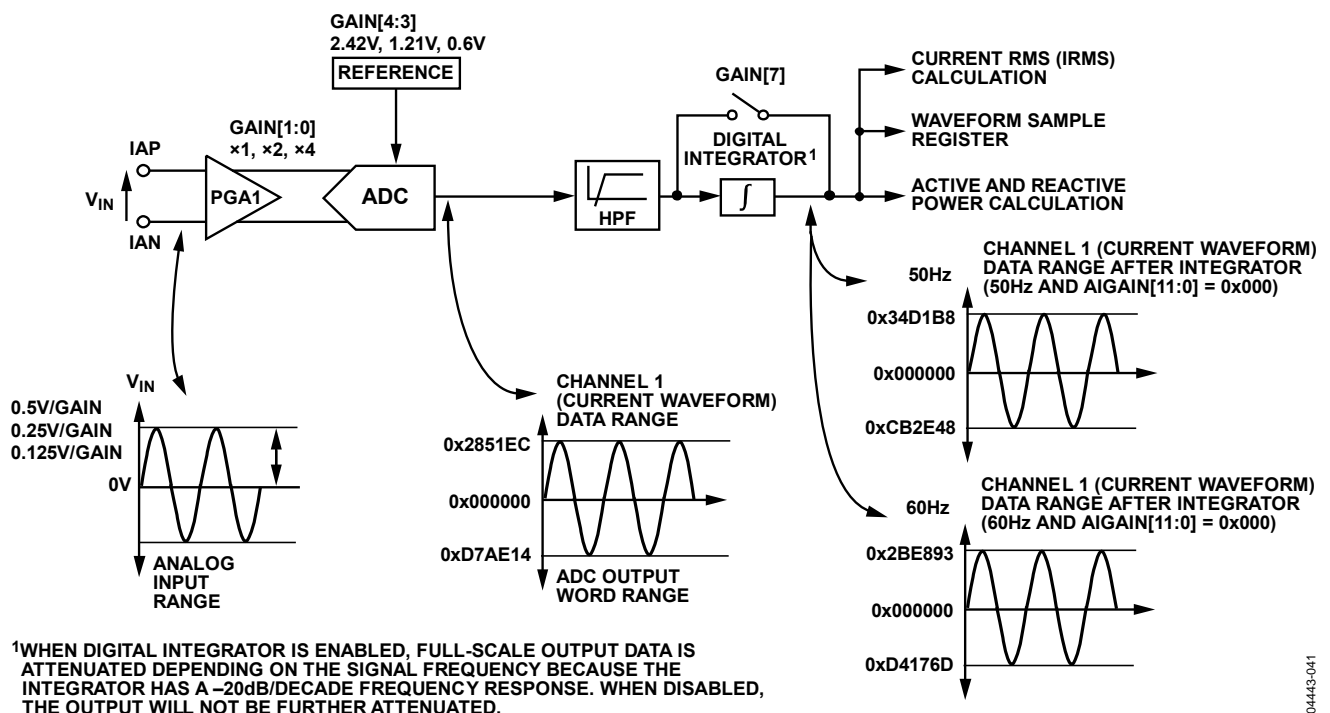 GAIN[4:3]
2.42V, 1.21V, 0.6V
REFERENCE
GAIN[1:0]
×1, ×2, ×4
IAP
VIN
IAN
PGA1
ADC
HPF
GAIN[7]
DIGITAL
INTEGRATOR1
∫
CURRENT RMS (IRMS)
CALCULATION
WAVEFORM SAMPLE
REGISTER
ACTIVE AND REACTIVE
POWER CALCULATION
VIN
0.5V/GAIN
0.25V/GAIN
0.125V/GAIN
0V
ANALOG
INPUT
RANGE
CHANNEL 1
(CURRENT WAVEFORM)
DATA RANGE
0x2851EC
0x000000
0xD7AE14
ADC OUTPUT
WORD RANGE
50Hz
CHANNEL 1 (CURRENT WAVEFORM)
DATA RANGE AFTER INTEGRATOR
(50Hz AND AIGAIN[11:0] = 0x000)
0x34D1B8
0x000000
0xCB2E48
60Hz
CHANNEL 1 (CURRENT WAVEFORM)
DATA RANGE AFTER INTEGRATOR
(60Hz AND AIGAIN[11:0] = 0x000)
0x2BE893
0x000000
0xD4176D
1WHEN DIGITAL INTEGRATOR IS ENABLED, FULL-SCALE OUTPUT DATA IS
ATTENUATED DEPENDING ON THE SIGNAL FREQUENCY BECAUSE THE
INTEGRATOR HAS A –20dB/DECADE FREQUENCY RESPONSE. WHEN DISABLED,
THE OUTPUT WILL NOT BE FURTHER ATTENUATED.
04443-041